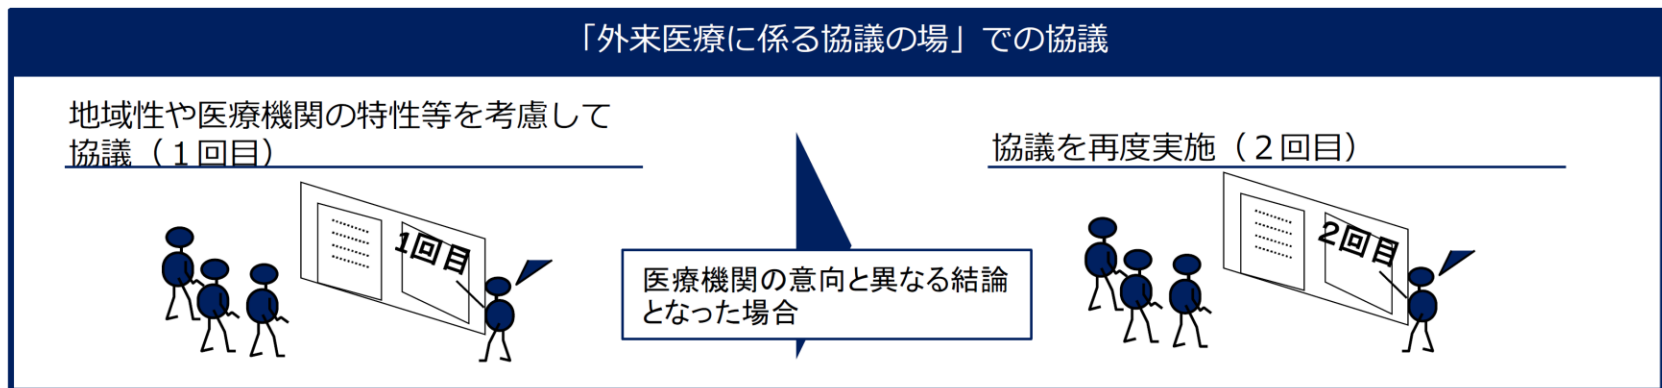 「外来医療に係る協議の場」での協議
地域性や医療機関の特性等を考慮して
協議（１回目）
1回目
医療機関の意向と異なる結論
となった場合
協議を再度実施（２回目）
2回目